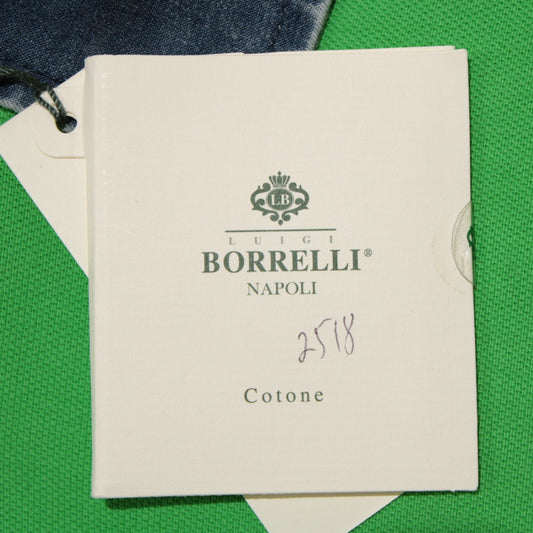 LB
LUIGI
BORRELLI®
NAPOLI
2518
Cotone